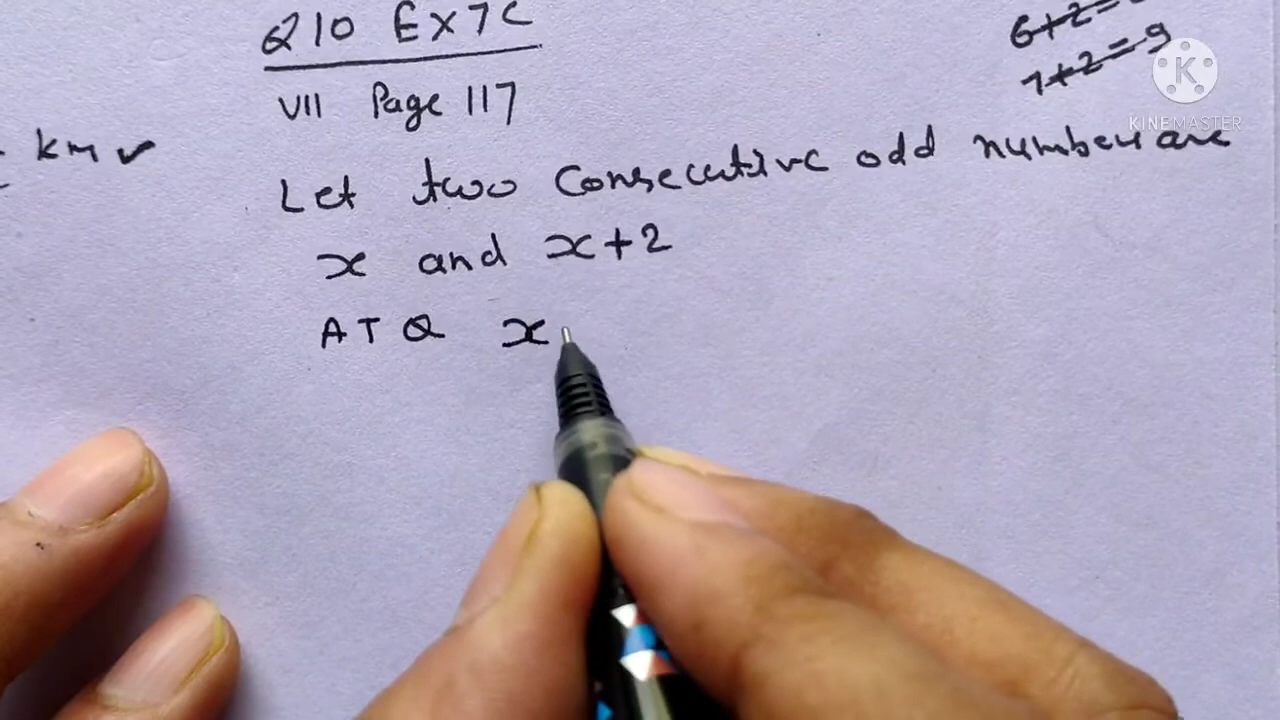 Q10 EX7C
VII Page 117
6+2=
7+2=9
KINEMASTER
km ✓
Let two consecutive odd number are
x and x+2
ATQ x